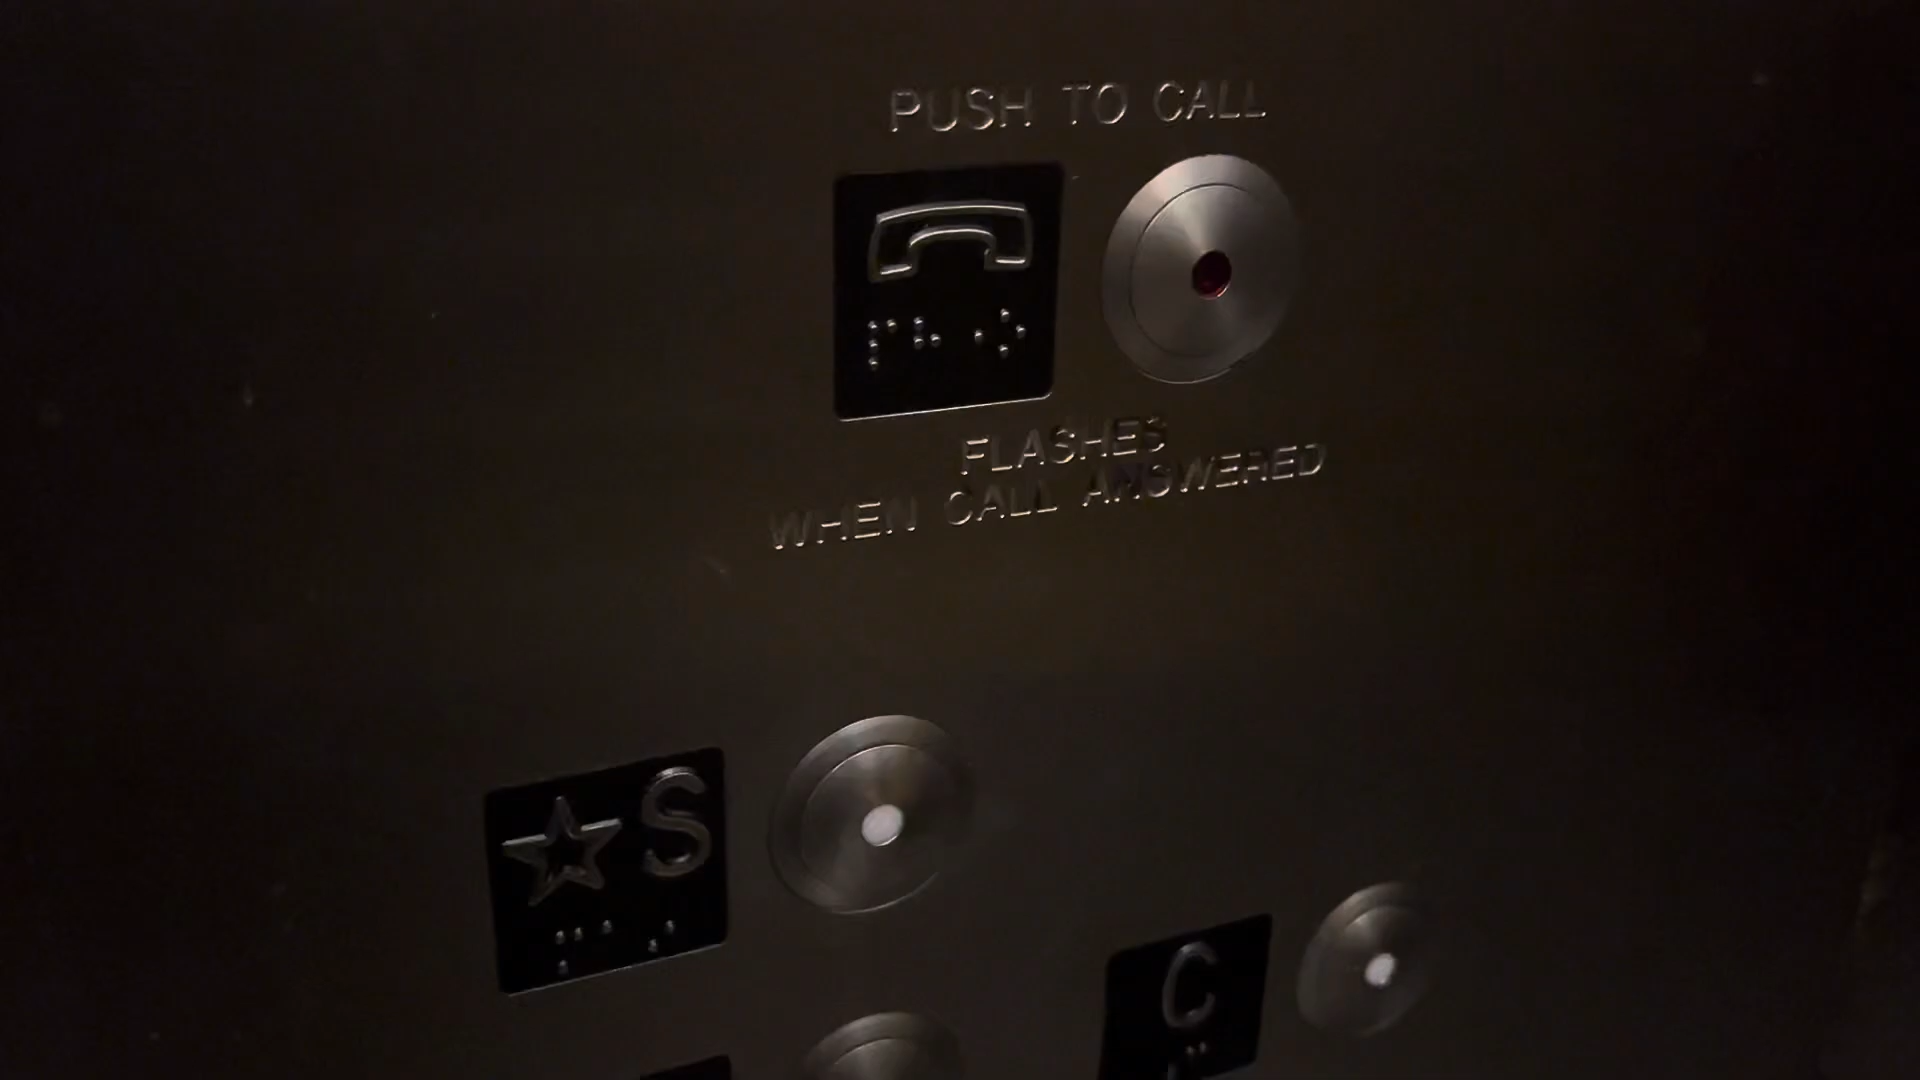 PUSH TO CALL
FLASHES
WHEN CALL ANSWERED
☆S
C